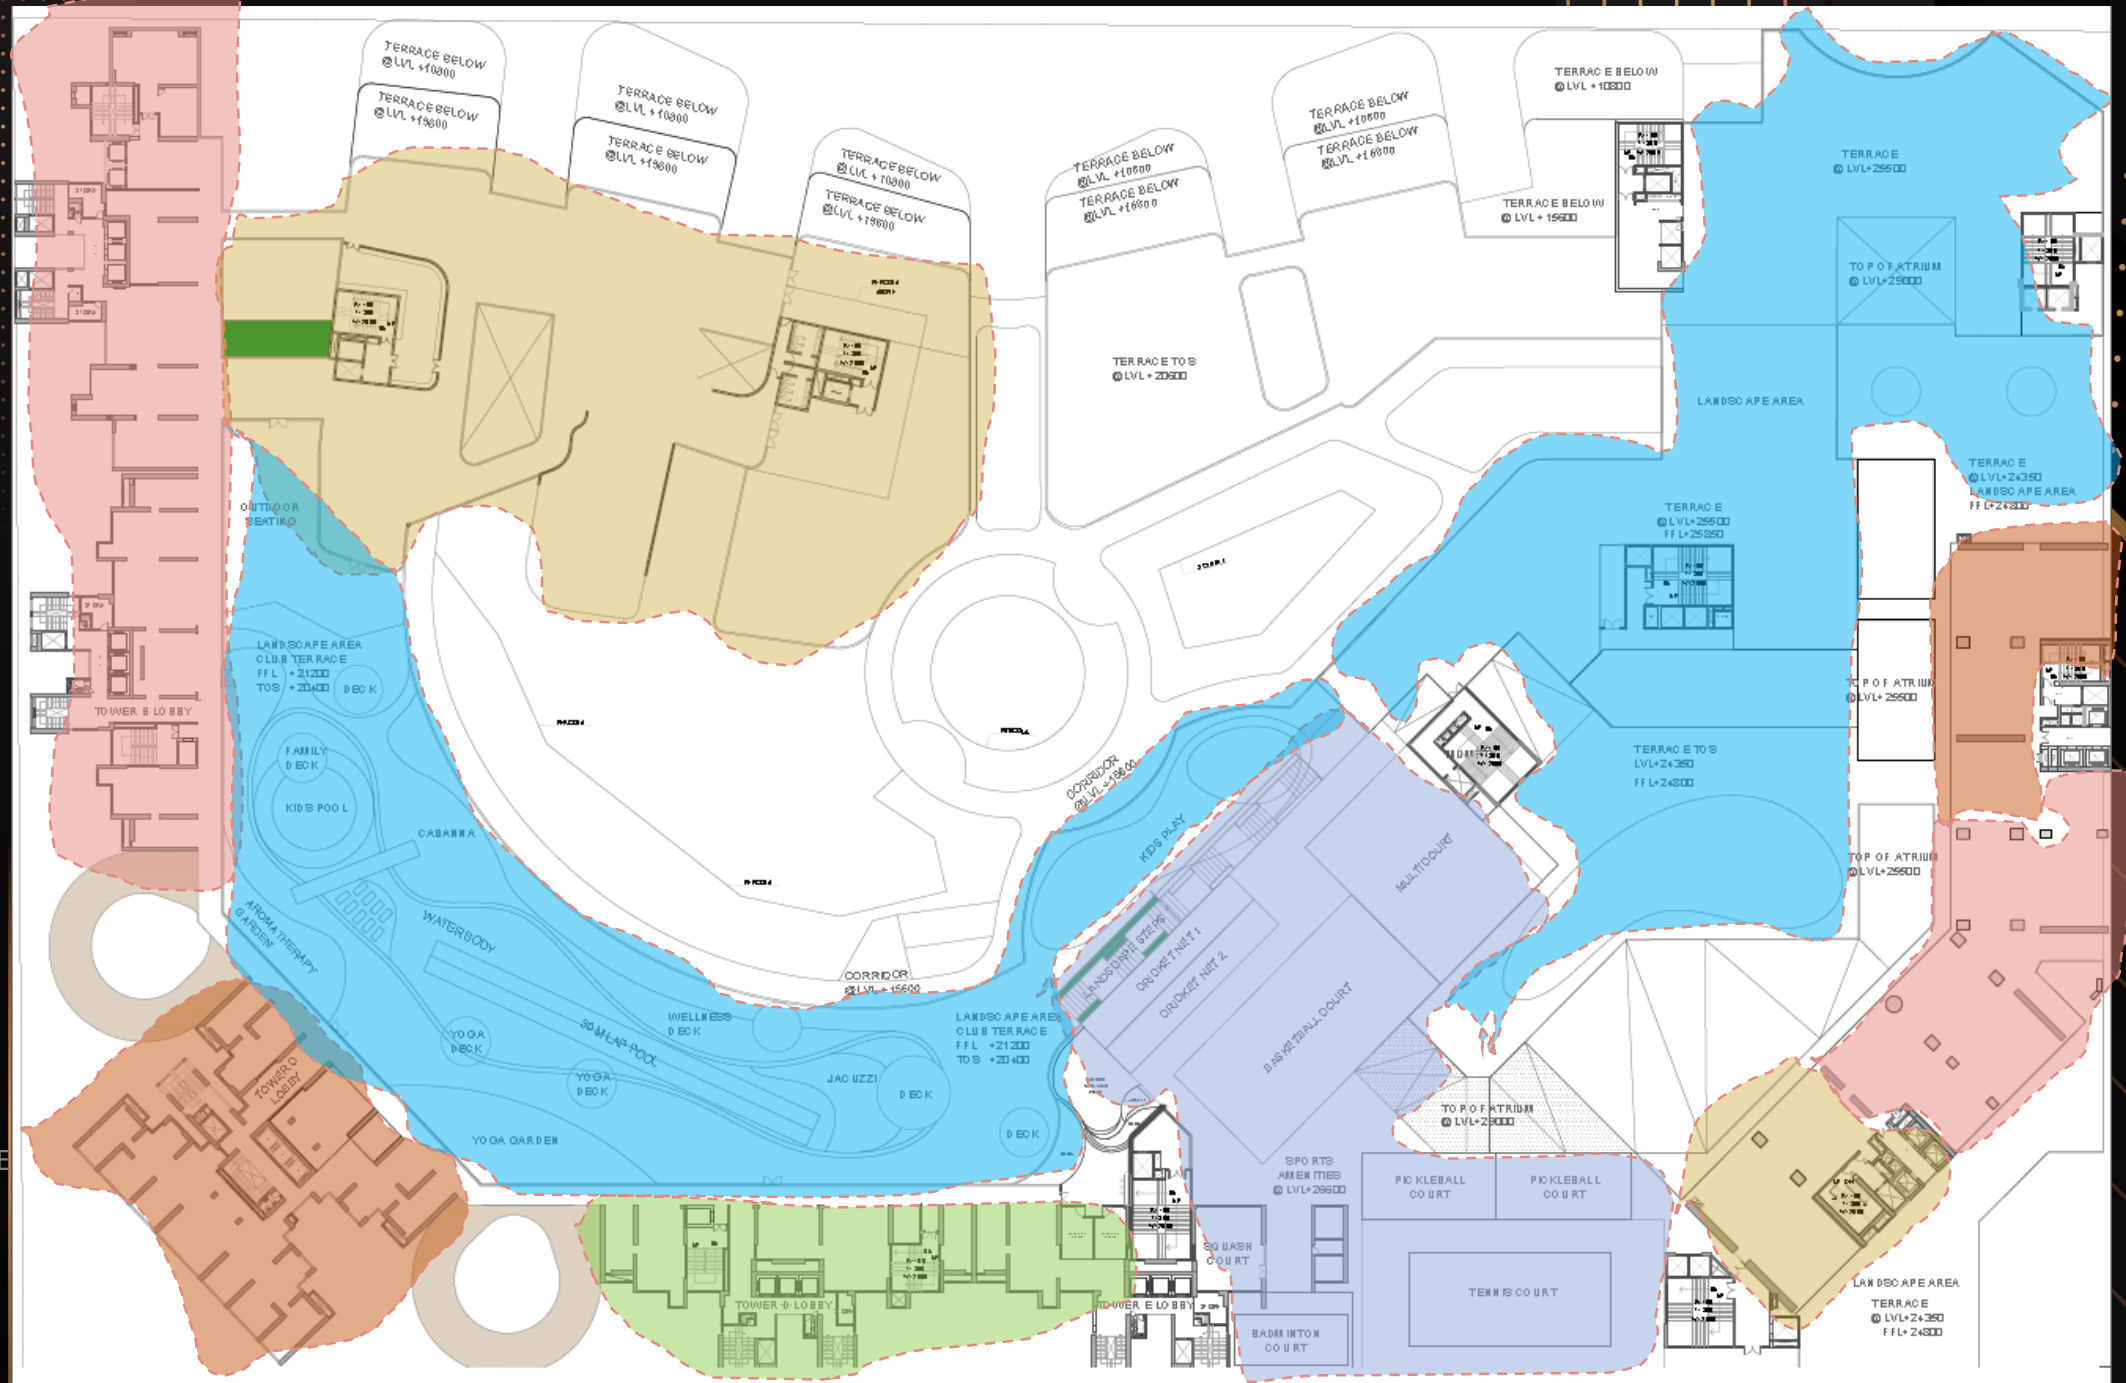 TERRACE BELOW
@LVL +10800
TERRACE BELOW
@LVL +15600
TERRACE BELOW
@LVL +10800
TERRACE BELOW
@LVL +15600
TERRACE BELOW
@LVL +10800
TERRACE BELOW
@LVL +15600
TERRACE BELOW
@LVL +10800
TERRACE BELOW
@LVL +15600
TERRACE BELOW
@LVL +10800
TERRACE BELOW
@LVL +15600
TERRACE BELOW
@LVL +10800
TERRACE BELOW
@LVL +15600
TERRACE
@LVL+25500
TOP OF ATRIUM
@LVL+29000
TERRACE TOS
@LVL +20600
LANDSCAPE AREA
TERRACE
@LVL+24350
LANDSCAPE AREA
FFL+24800
TERRACE
@LVL+25500
FFL+25850
OUTDOOR
SEATING
LANDSCAPE AREA
CLUB TERRACE
FFL +21200
TOS +20400
DECK
TOWER B LOBBY
FAMILY
DECK
KIDS POOL
CABANNA
TOP OF ATRIUM
@LVL+25500
TERRACE TOS
LVL+24350
FFL+24800
CORRIDOR
@LVL +15600
KIDS PLAY
MULTICOURT
TOP OF ATRIUM
@LVL+25500
AROMATHERAPY
GARDEN
WATERBODY
CORRIDOR
@LVL +15600
LANDSCAPE STEPS
CRICKET NET 1
CRICKET NET 2
BASKETBALL COURT
WELLNESS
DECK
LANDSCAPE AREA
CLUB TERRACE
FFL +21200
TOS +20400
YOGA
DECK
50M LAP POOL
YOGA
DECK
JACUZZI
DECK
TOWER C
LOBBY
YOGA GARDEN
DECK
TOP OF ATRIUM
@LVL+29000
SPORTS
AMENITIES
@LVL+26600
PICKLEBALL
COURT
PICKLEBALL
COURT
SQUASH
COURT
TENNIS COURT
TOWER D LOBBY
TOWER E LOBBY
BADMINTON
COURT
LANDSCAPE AREA
TERRACE
@LVL+24350
FFL+24800